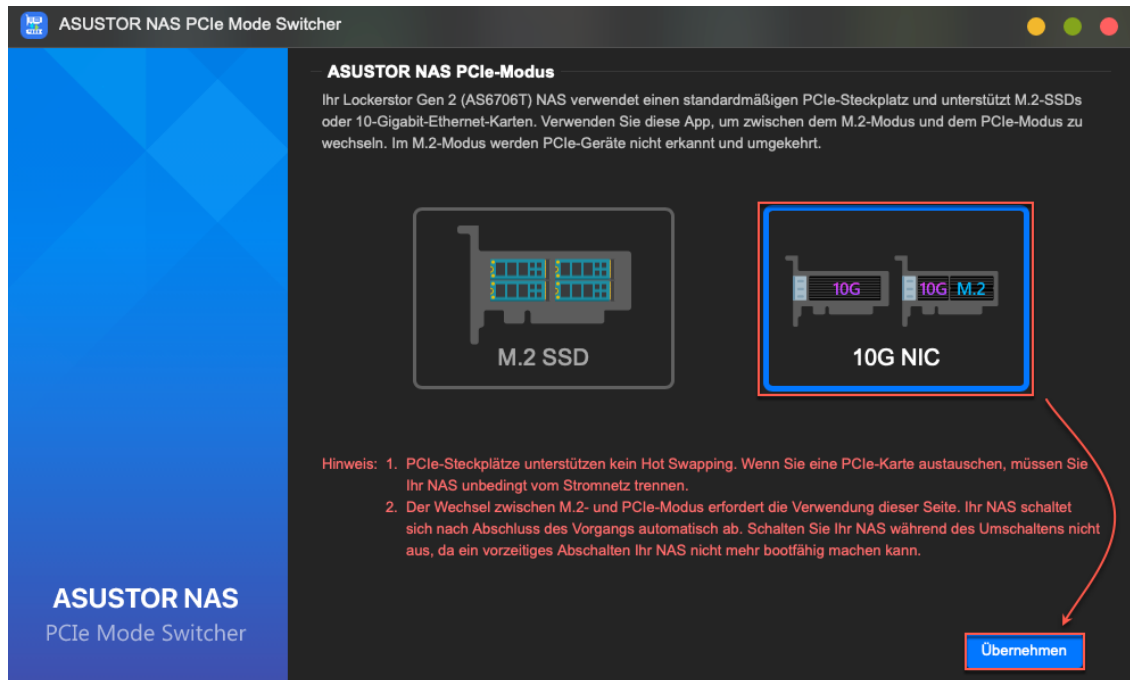 ASUSTOR NAS PCIe Mode Switcher
ASUSTOR NAS PCIe-Modus
Ihr Lockerstor Gen 2 (AS6706T) NAS verwendet einen standardmäßigen PCIe-Steckplatz und unterstützt M.2-SSDs
oder 10-Gigabit-Ethernet-Karten. Verwenden Sie diese App, um zwischen dem M.2-Modus und dem PCIe-Modus zu
wechseln. Im M.2-Modus werden PCIe-Geräte nicht erkannt und umgekehrt.
10G
10G M.2
M.2 SSD
10G NIC
Hinweis: 1. PCIe-Steckplätze unterstützen kein Hot Swapping. Wenn Sie eine PCIe-Karte austauschen, müssen Sie
Ihr NAS unbedingt vom Stromnetz trennen.
2. Der Wechsel zwischen M.2- und PCIe-Modus erfordert die Verwendung dieser Seite. Ihr NAS schaltet
sich nach Abschluss des Vorgangs automatisch ab. Schalten Sie Ihr NAS während des Umschaltens nicht
aus, da ein vorzeitiges Abschalten Ihr NAS nicht mehr bootfähig machen kann.
ASUSTOR NAS
PCIe Mode Switcher
Übernehmen